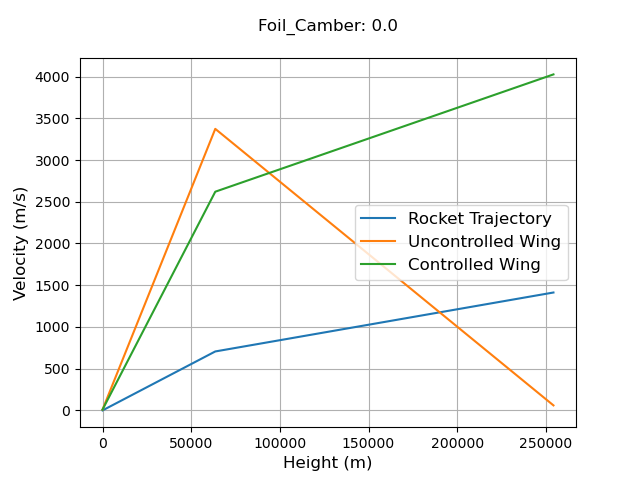 Foil_Camber: 0.0
4000
3500
3000
2500
2000
1500
1000
500
0
Velocity (m/s)
Rocket Trajectory
Uncontrolled Wing
Controlled Wing
0 50000 100000 150000 200000 250000
Height (m)